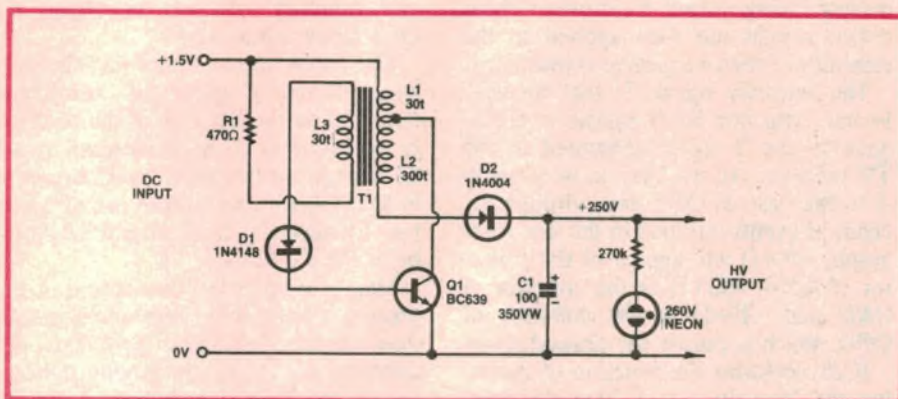 +1.5V
R1
470Ω
L3
30t
L1
30t
L2
300t
T1
DC
INPUT
D1
1N4148
D2
1N4004
+250V
270k
Q1
BC639
C1
100
350VW
+
−
260V
NEON
HV
OUTPUT
0V